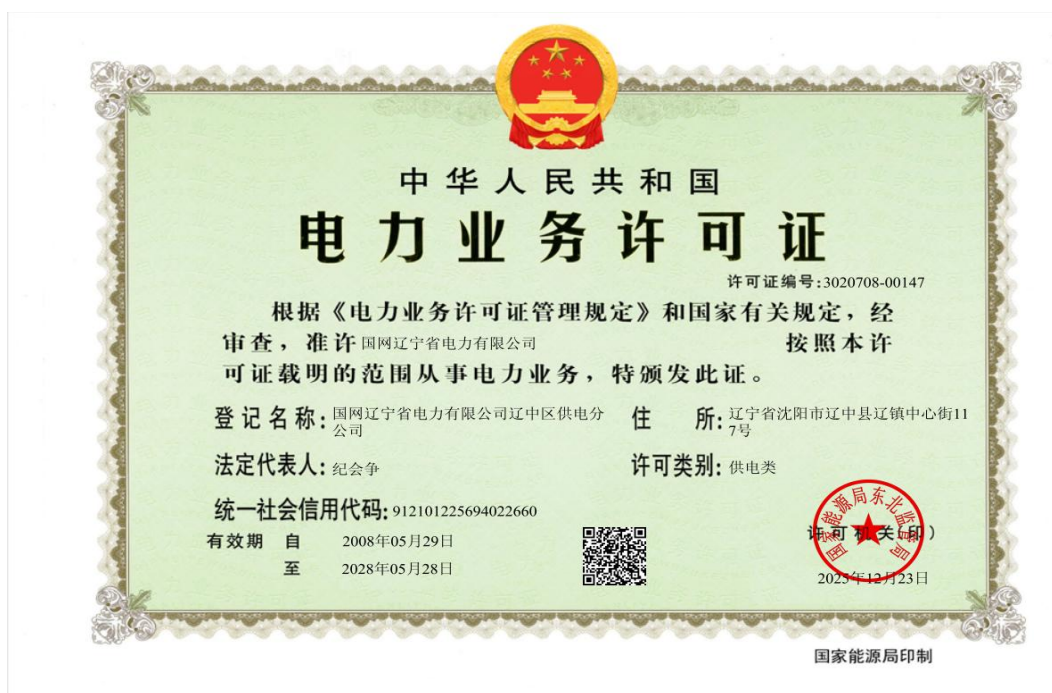 中华人民共和国
电力业务许可证
许可证编号:3020708-00147
根据《电力业务许可证管理规定》和国家有关规定，经
审查，准许国网辽宁省电力有限公司 按照本许
可证载明的范围从事电力业务，特颁发此证。
登记名称:国网辽宁省电力有限公司辽中区供电分
公司
住 所:辽宁省沈阳市辽中县辽镇中心街11
7号
法定代表人:纪会争
许可类别:供电类
统一社会信用代码:912101225694022660
有效期 自 2008年05月29日
至 2028年05月28日
国家能源局东北监管局
许可机关(印)
2025年12月23日
国家能源局印制